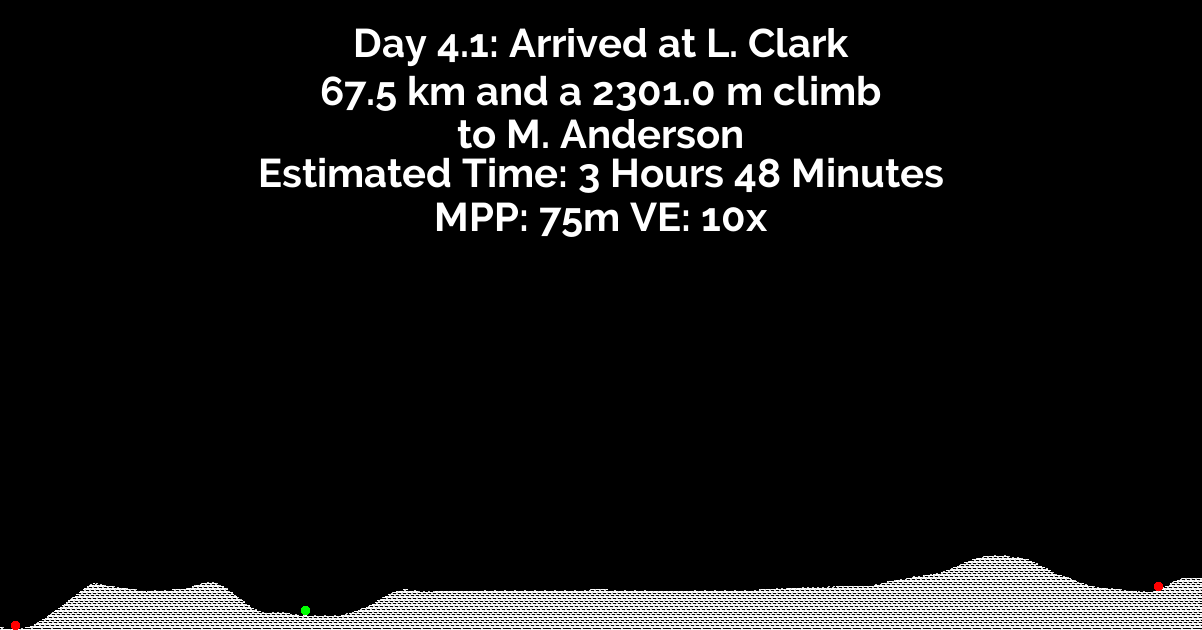 Day 4.1: Arrived at L. Clark
67.5 km and a 2301.0 m climb
to M. Anderson
Estimated Time: 3 Hours 48 Minutes
MPP: 75m VE: 10x